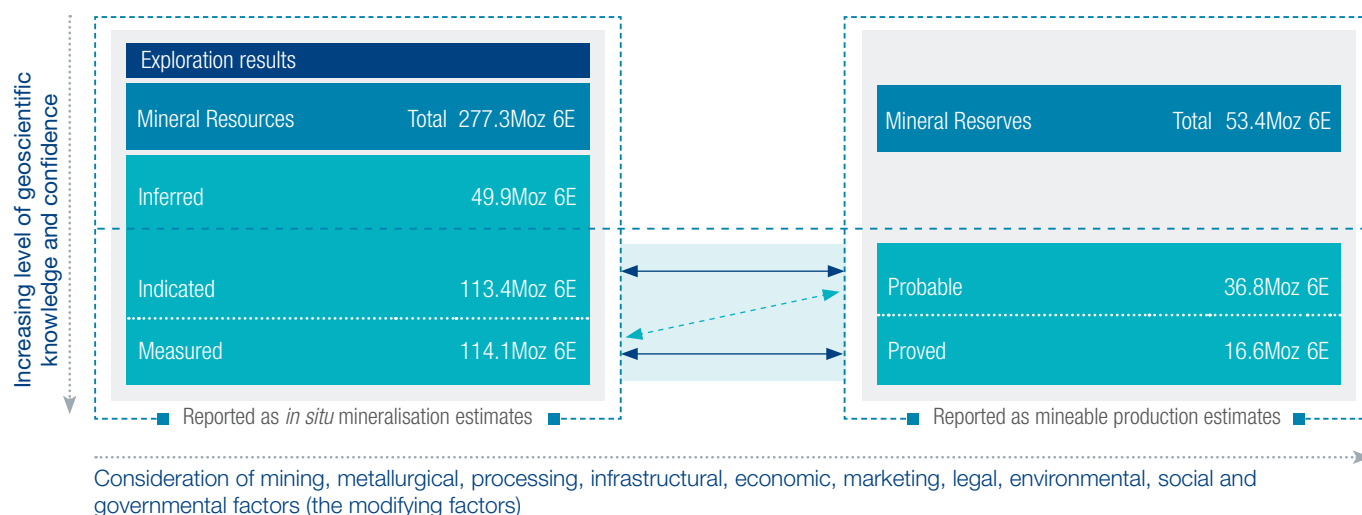 Increasing level of geoscientific
knowledge and confidence
Exploration results
Mineral Resources Total 277.3Moz 6E
Inferred 49.9Moz 6E
Indicated 113.4Moz 6E
Measured 114.1Moz 6E
Reported as in situ mineralisation estimates
Mineral Reserves Total 53.4Moz 6E
Probable 36.8Moz 6E
Proved 16.6Moz 6E
Reported as mineable production estimates
Consideration of mining, metallurgical, processing, infrastructural, economic, marketing, legal, environmental, social and
governmental factors (the modifying factors)